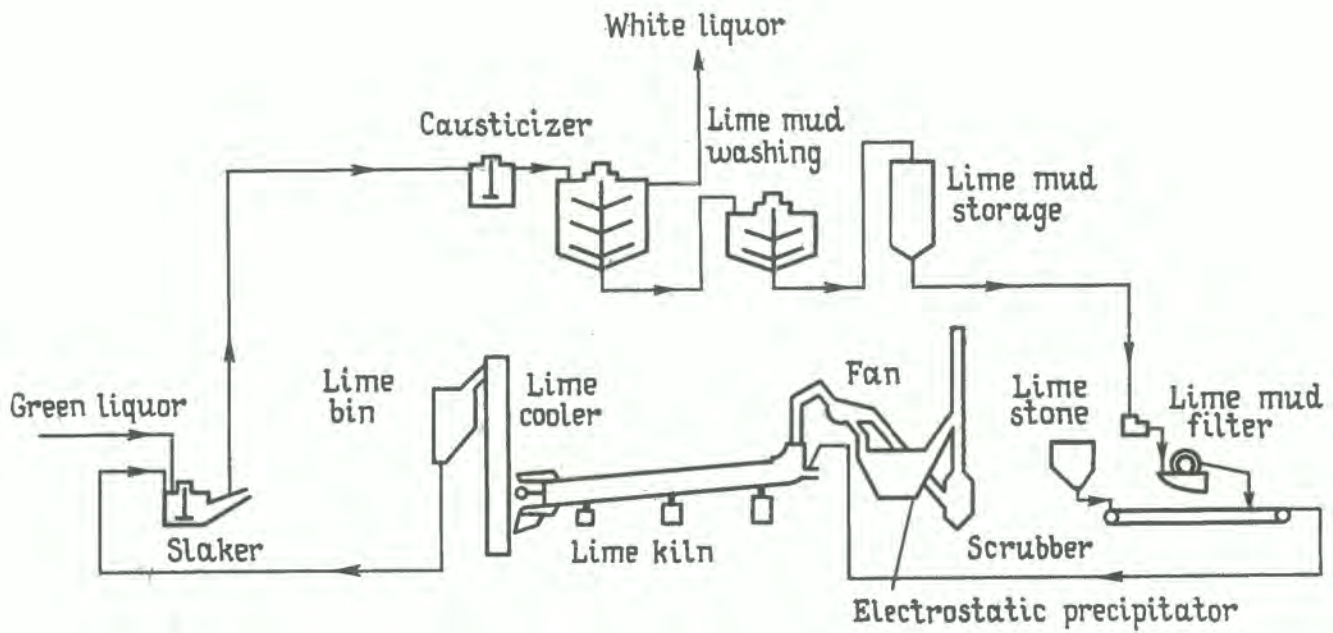 White liquor
Causticizer
Lime mud
washing
Lime mud
storage
Green liquor
Lime
bin
Lime
cooler
Fan
Lime
stone
Lime mud
filter
Slaker
Lime kiln
Scrubber
Electrostatic precipitator